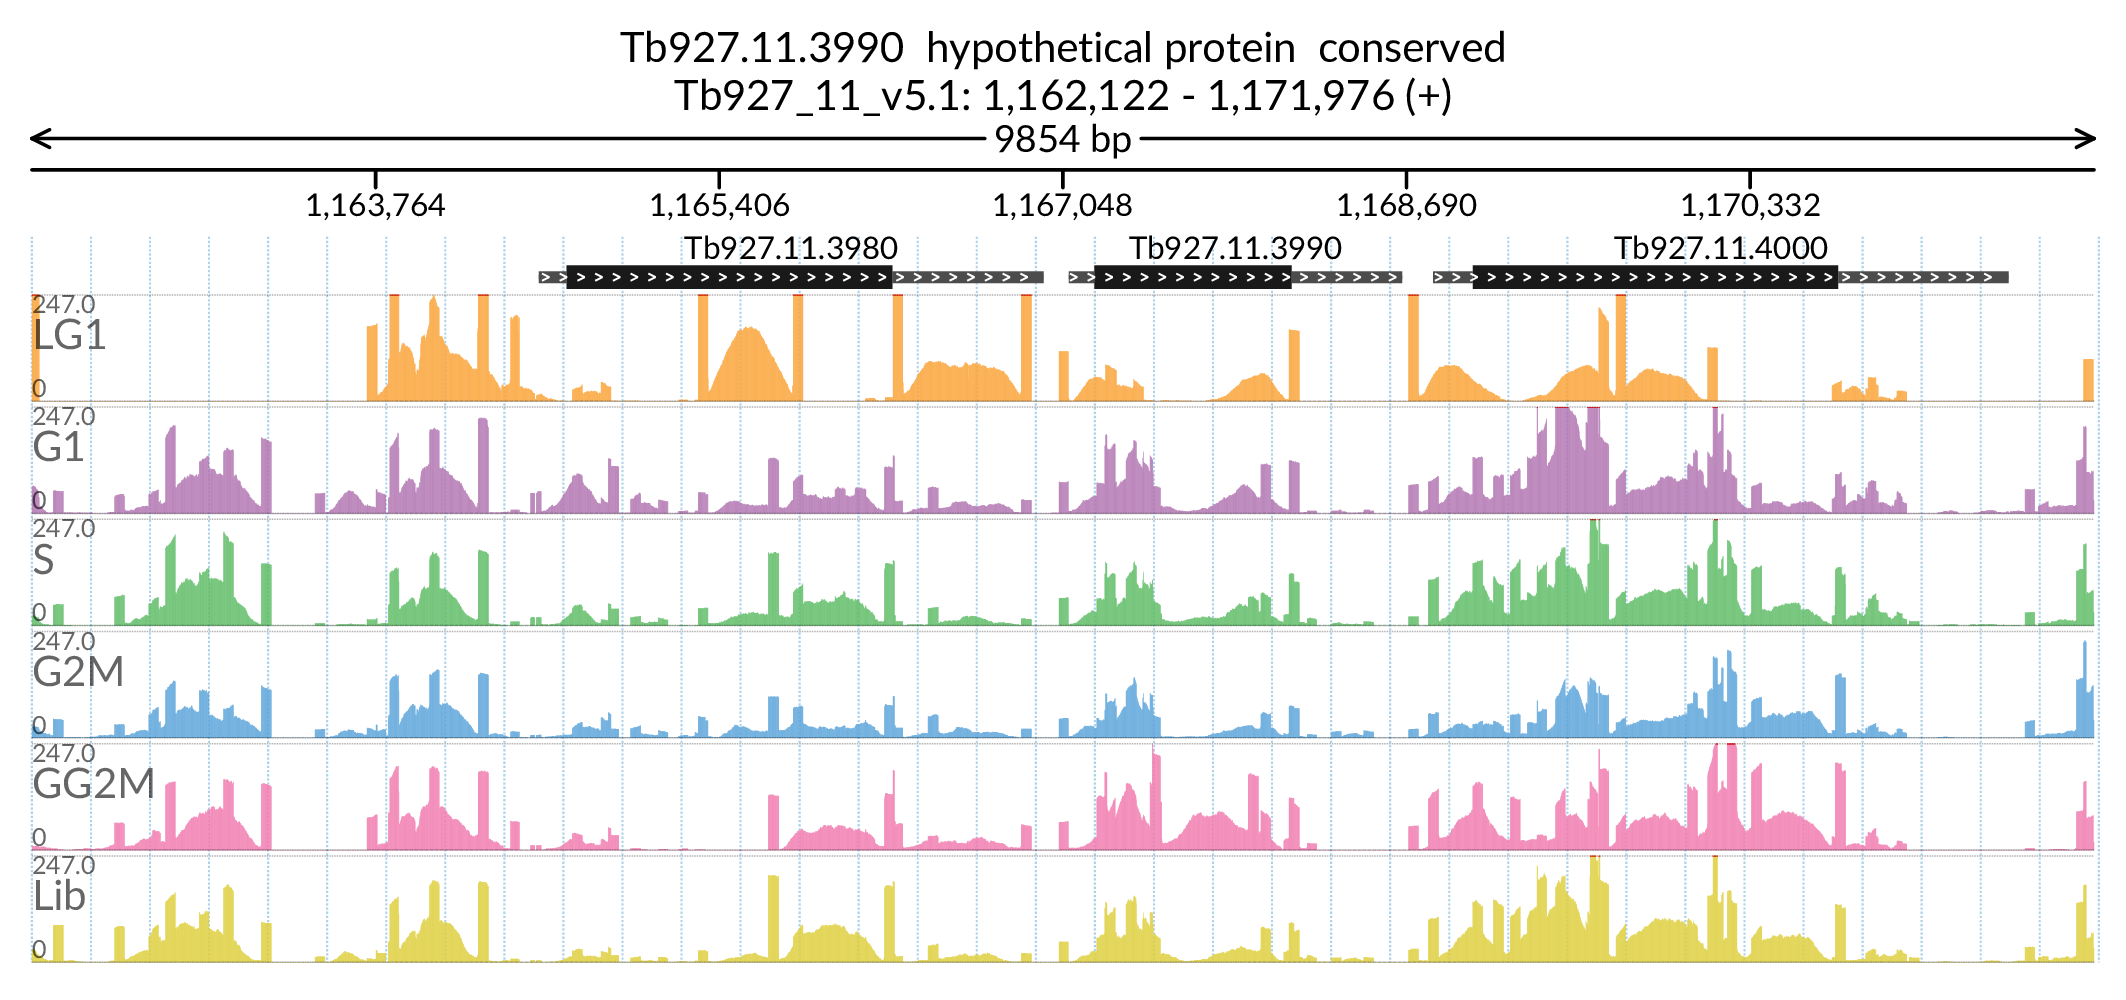 Tb927.11.3990  hypothetical protein  conserved
Tb927_11_v5.1: 1,162,122 - 1,171,976 (+)
9854 bp
1,163,764 1,165,406 1,167,048 1,168,690 1,170,332
Tb927.11.3980 Tb927.11.3990 Tb927.11.4000
247.0
LG1
0
247.0
G1
0
247.0
S
0
247.0
G2M
0
247.0
GG2M
0
247.0
Lib
0